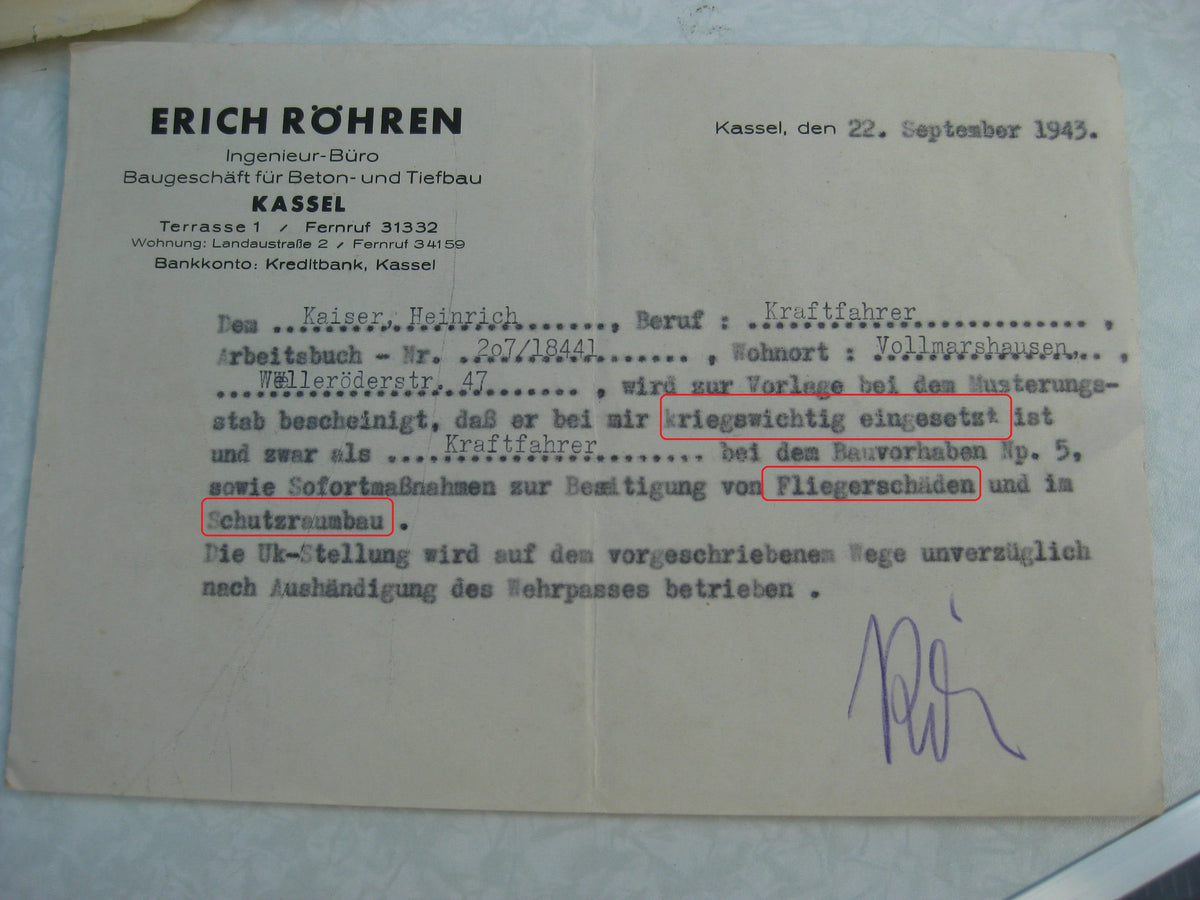 ERICH RÖHREN
Ingenieur-Büro
Baugeschäft für Beton- und Tiefbau
KASSEL
Terrasse 1 / Fernruf 31332
Wohnung: Landaustraße 2 / Fernruf 34159
Bankkonto: Kreditbank, Kassel
Kassel, den 22. September 1943.
Dem Kaiser, Heinrich, Beruf : Kraftfahrer ,
Arbeitsbuch - Nr. 2o7/18441 , Wohnort : Vollmarshausen, ,
Welleröderstr. 47 , wird zur Vorlage bei dem Musterungs-
stab bescheinigt, daß er bei mir kriegswichtig eingesetzt ist
und zwar als Kraftfahrer bei dem Bauvorhaben Np. 5,
sowie Sofortmaßnahmen zur Beseitigung von Fliegerschäden und im
Schutzraumbau .
Die Uk-Stellung wird auf dem vorgeschriebenem Wege unverzüglich
nach Aushändigung des Wehrpasses betrieben .
Rö